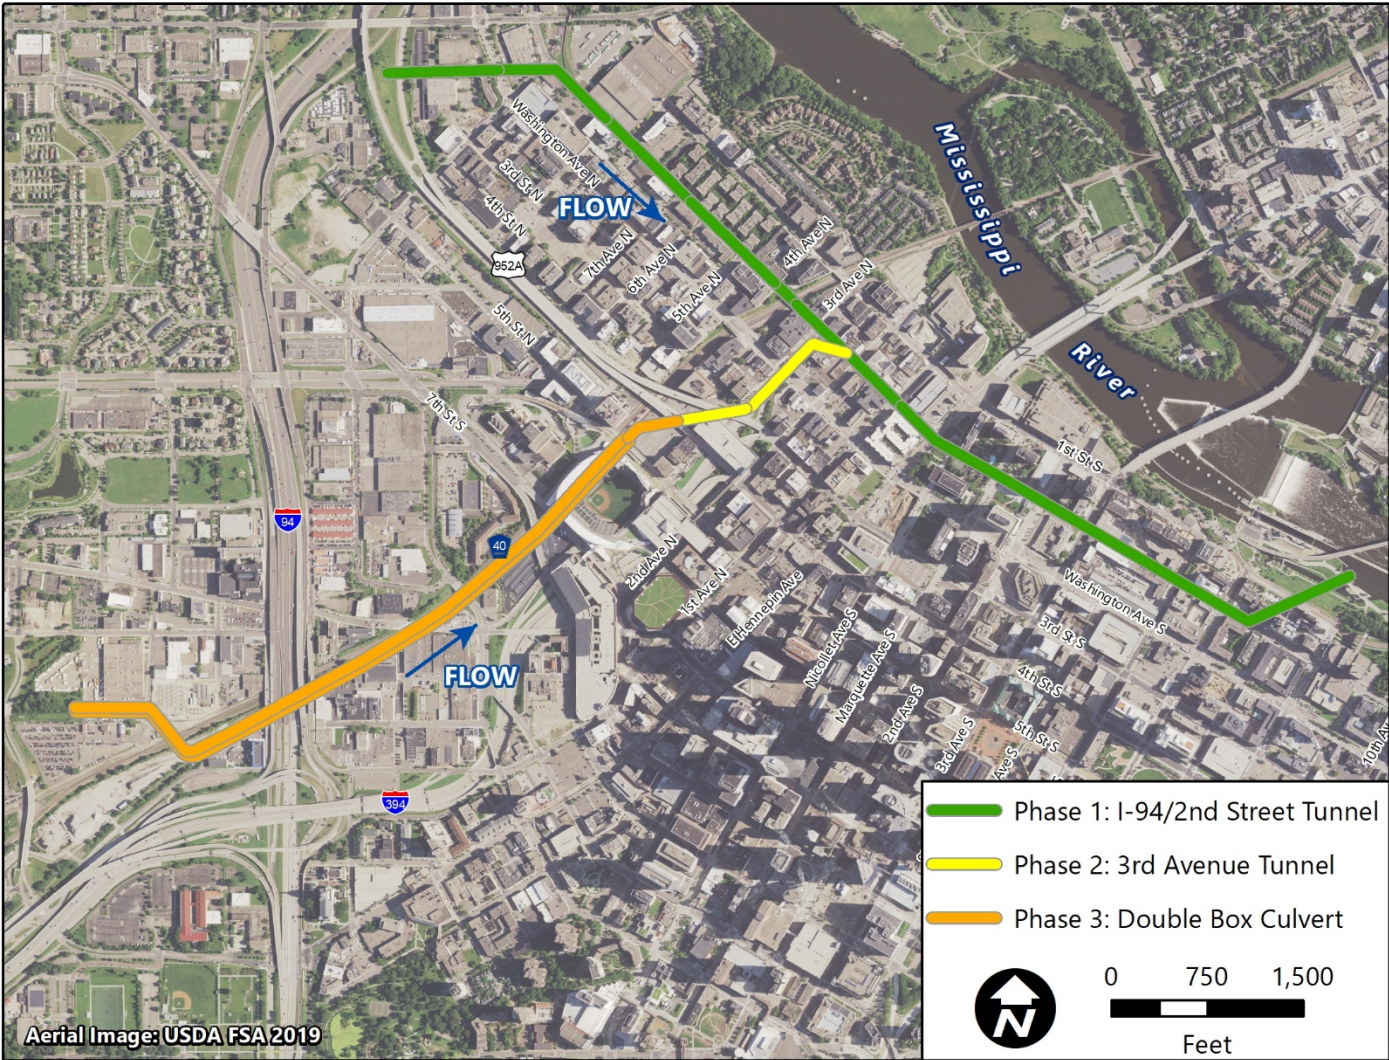 Mississippi
River
Washington Ave N
3rd St N
4th St N
FLOW
952A
7th Ave N
6th Ave N
5th Ave N
4th Ave N
3rd Ave N
5th St N
7th St S
94
40
1st St S
2nd Ave N
1st Ave N
E Hennepin Ave
Nicollet Ave S
Marquette Ave S
2nd Ave S
3rd Ave S
Washington Ave S
3rd St S
4th St S
5th St S
Ave S
10th Av
FLOW
394
Phase 1: I-94/2nd Street Tunnel
Phase 2: 3rd Avenue Tunnel
Phase 3: Double Box Culvert
N
0 750 1,500
Feet
Aerial Image: USDA FSA 2019